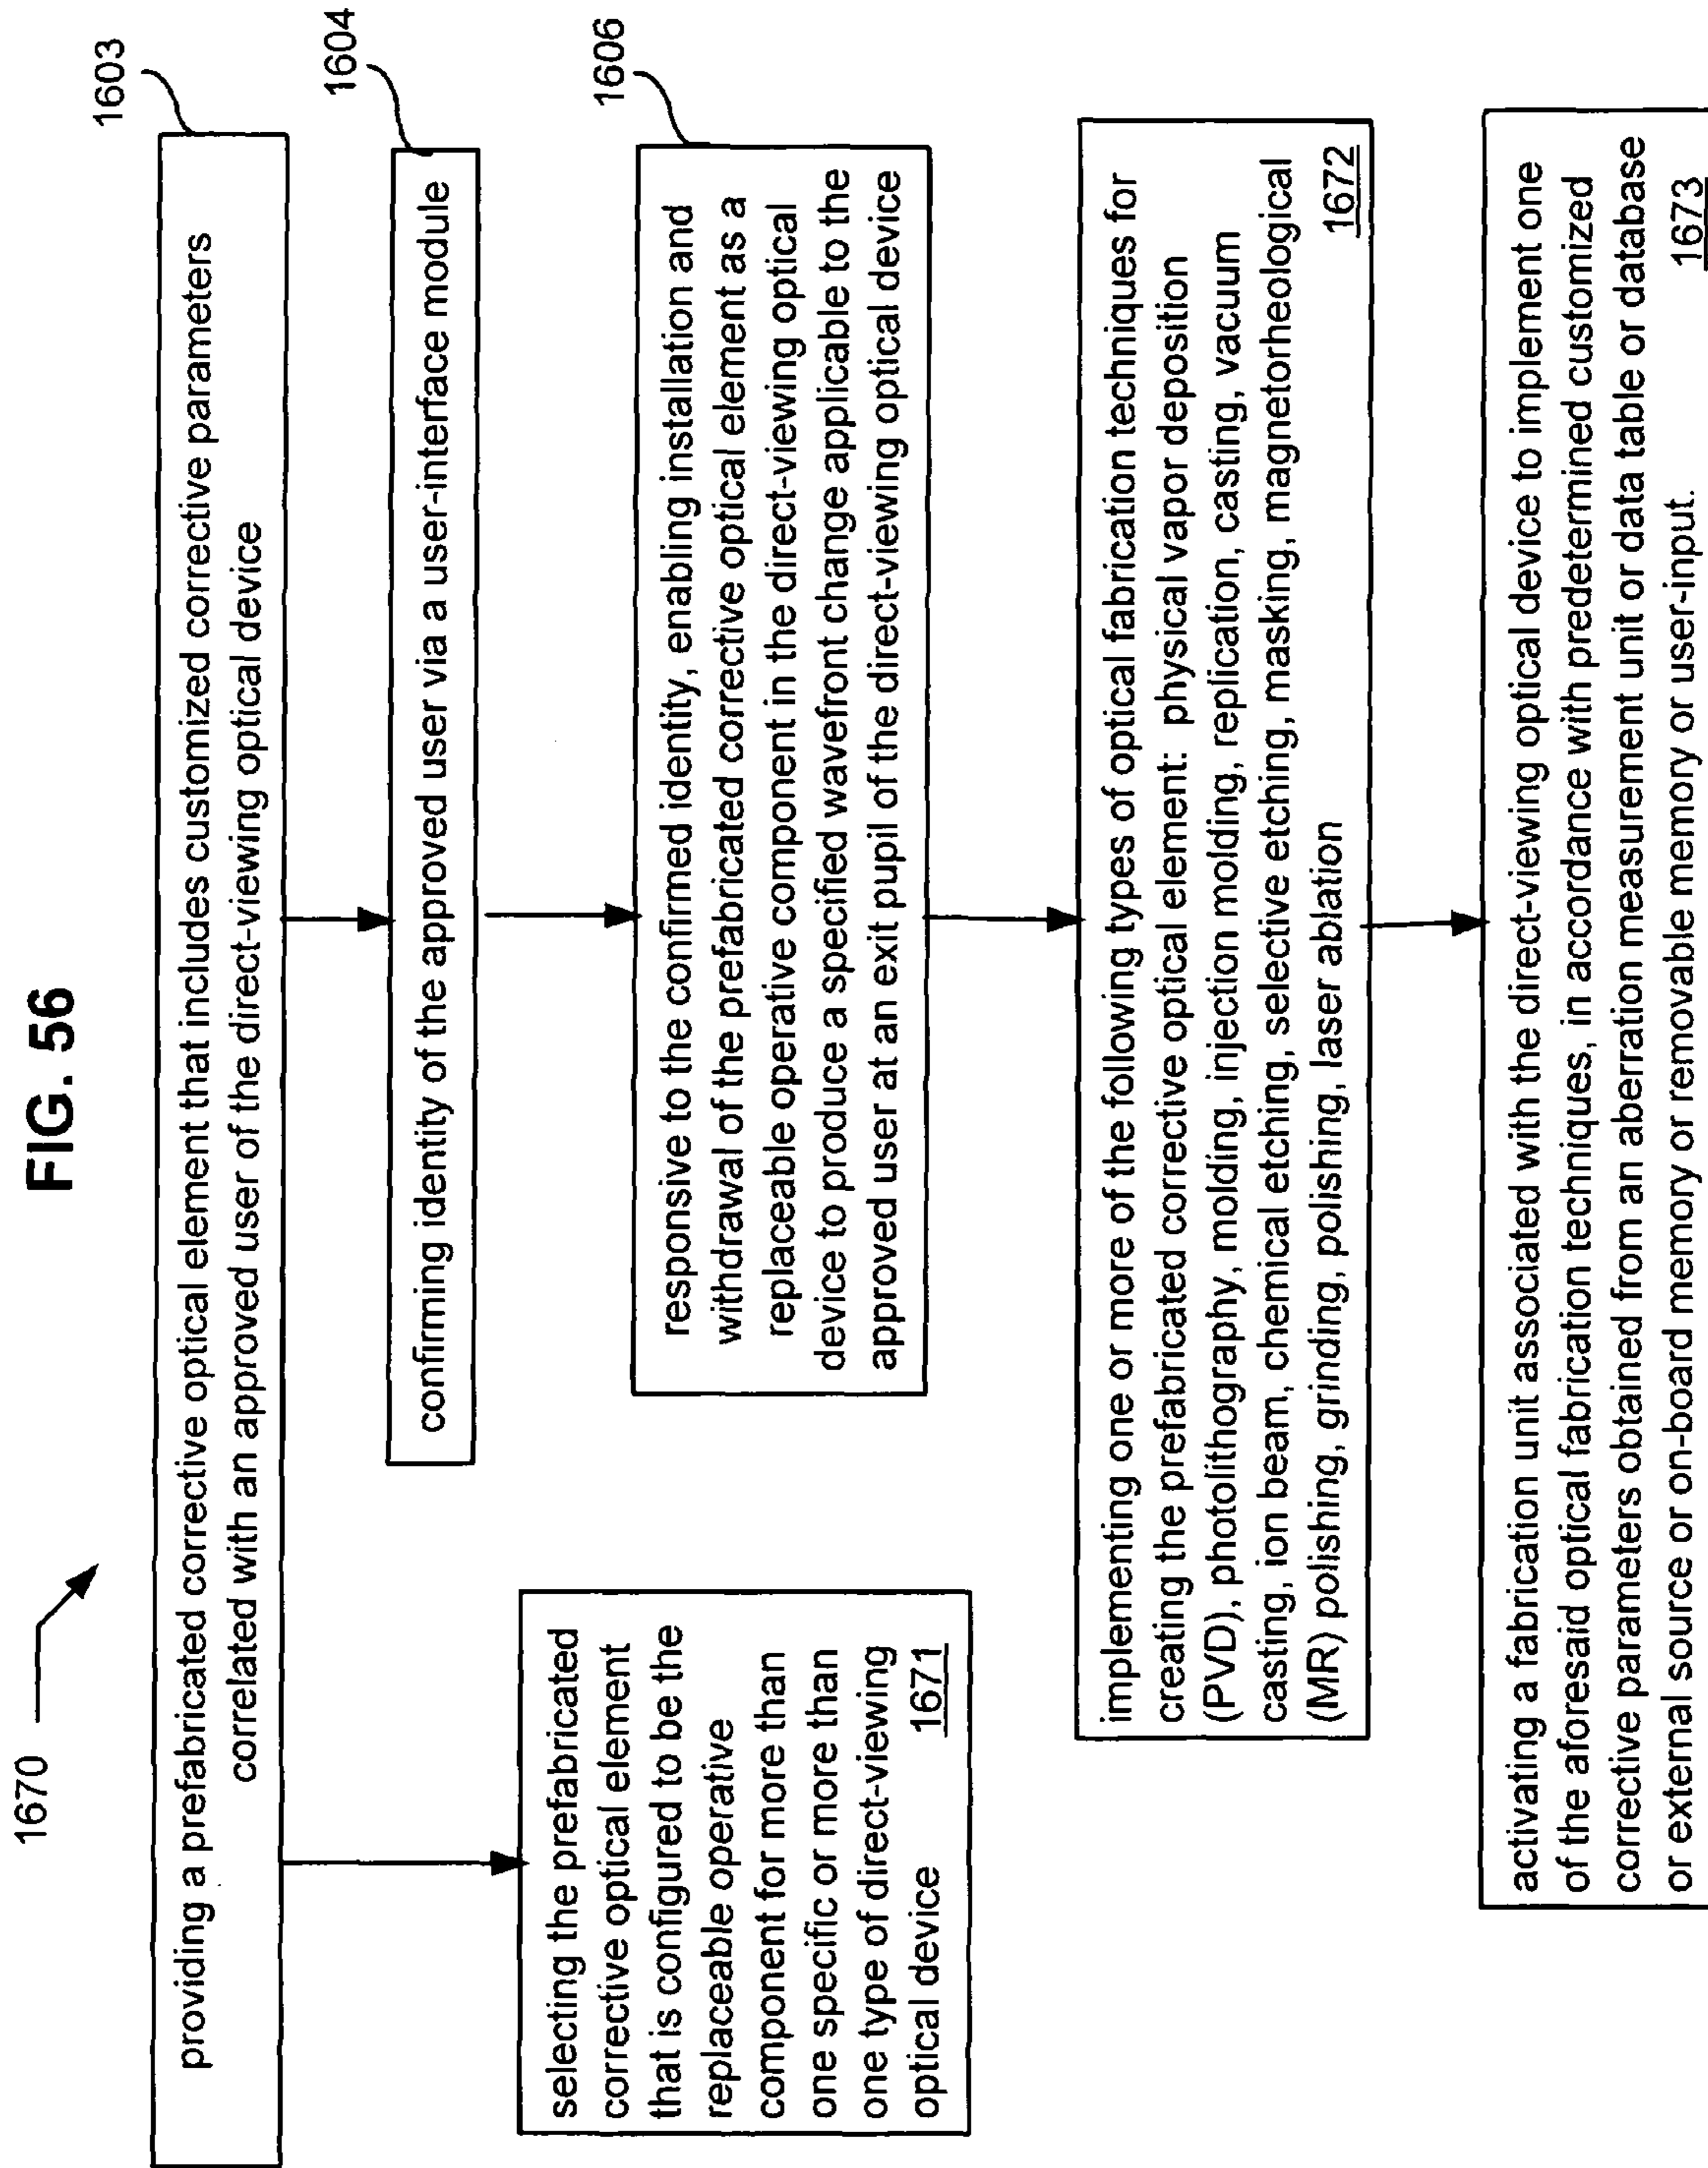 FIG. 56
1670
1603
providing a prefabricated corrective optical element that includes customized corrective parameters
correlated with an approved user of the direct-viewing optical device
1604
confirming identity of the approved user via a user-interface module
1606
responsive to the confirmed identity, enabling installation and
withdrawal of the prefabricated corrective optical element as a
replaceable operative component in the direct-viewing optical
device to produce a specified wavefront change applicable to the
approved user at an exit pupil of the direct-viewing optical device
selecting the prefabricated
corrective optical element
that is configured to be the
replaceable operative
component for more than
one specific or more than
one type of direct-viewing
optical device 1671
implementing one or more of the following types of optical fabrication techniques for
creating the prefabricated corrective optical element: physical vapor deposition
(PVD), photolithography, molding, injection molding, replication, casting, vacuum
casting, ion beam, chemical etching, selective etching, masking, magnetorheological
(MR) polishing, grinding, polishing, laser ablation 1672
activating a fabrication unit associated with the direct-viewing optical device to implement one
of the aforesaid optical fabrication techniques, in accordance with predetermined customized
corrective parameters obtained from an aberration measurement unit or data table or database
or external source or on-board memory or removable memory or user-input. 1673